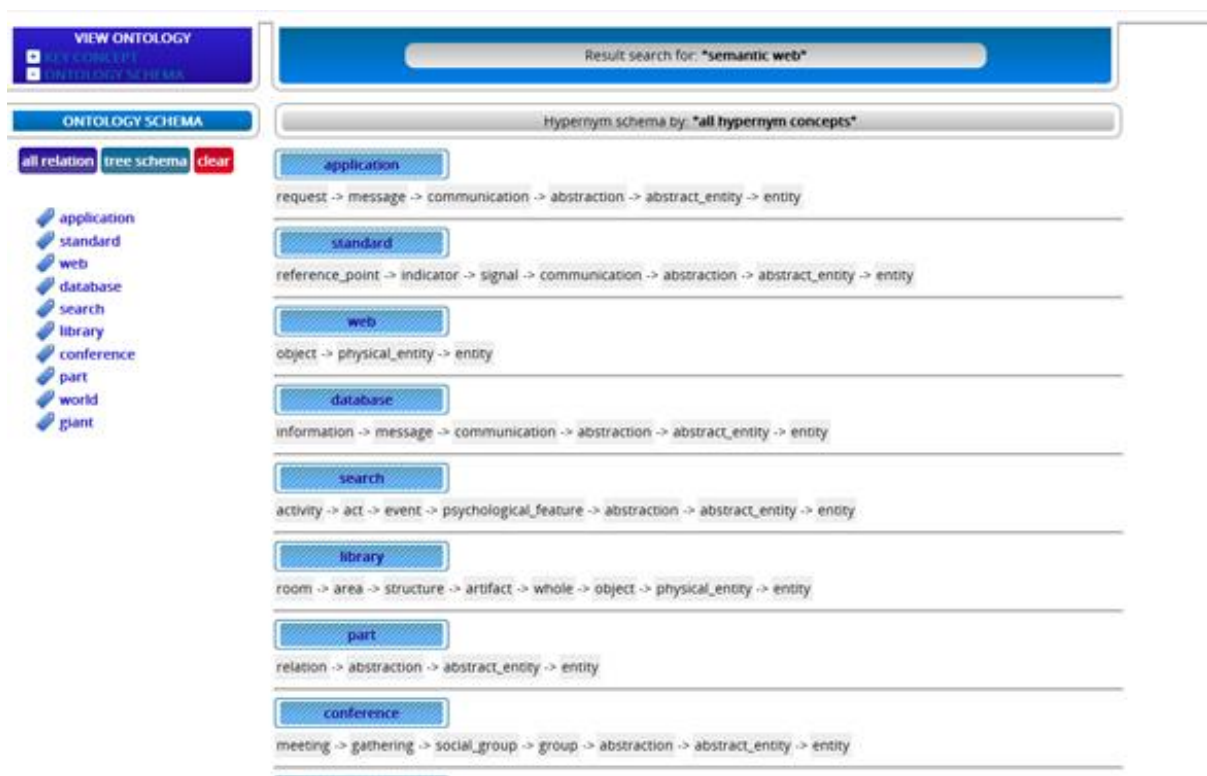 VIEW ONTOLOGY
KEY CONCEPT
ONTOLOGY SCHEMA
Result search for: "semantic web"
ONTOLOGY SCHEMA
all relation tree schema clear
application
standard
web
database
search
library
conference
part
world
giant
Hypernym schema by: "all hypernym concepts"
application
request -> message -> communication -> abstraction -> abstract_entity -> entity
standard
reference_point -> indicator -> signal -> communication -> abstraction -> abstract_entity -> entity
web
object -> physical_entity -> entity
database
information -> message -> communication -> abstraction -> abstract_entity -> entity
search
activity -> act -> event -> psychological_feature -> abstraction -> abstract_entity -> entity
library
room -> area -> structure -> artifact -> whole -> object -> physical_entity -> entity
part
relation -> abstraction -> abstract_entity -> entity
conference
meeting -> gathering -> social_group -> group -> abstraction -> abstract_entity -> entity